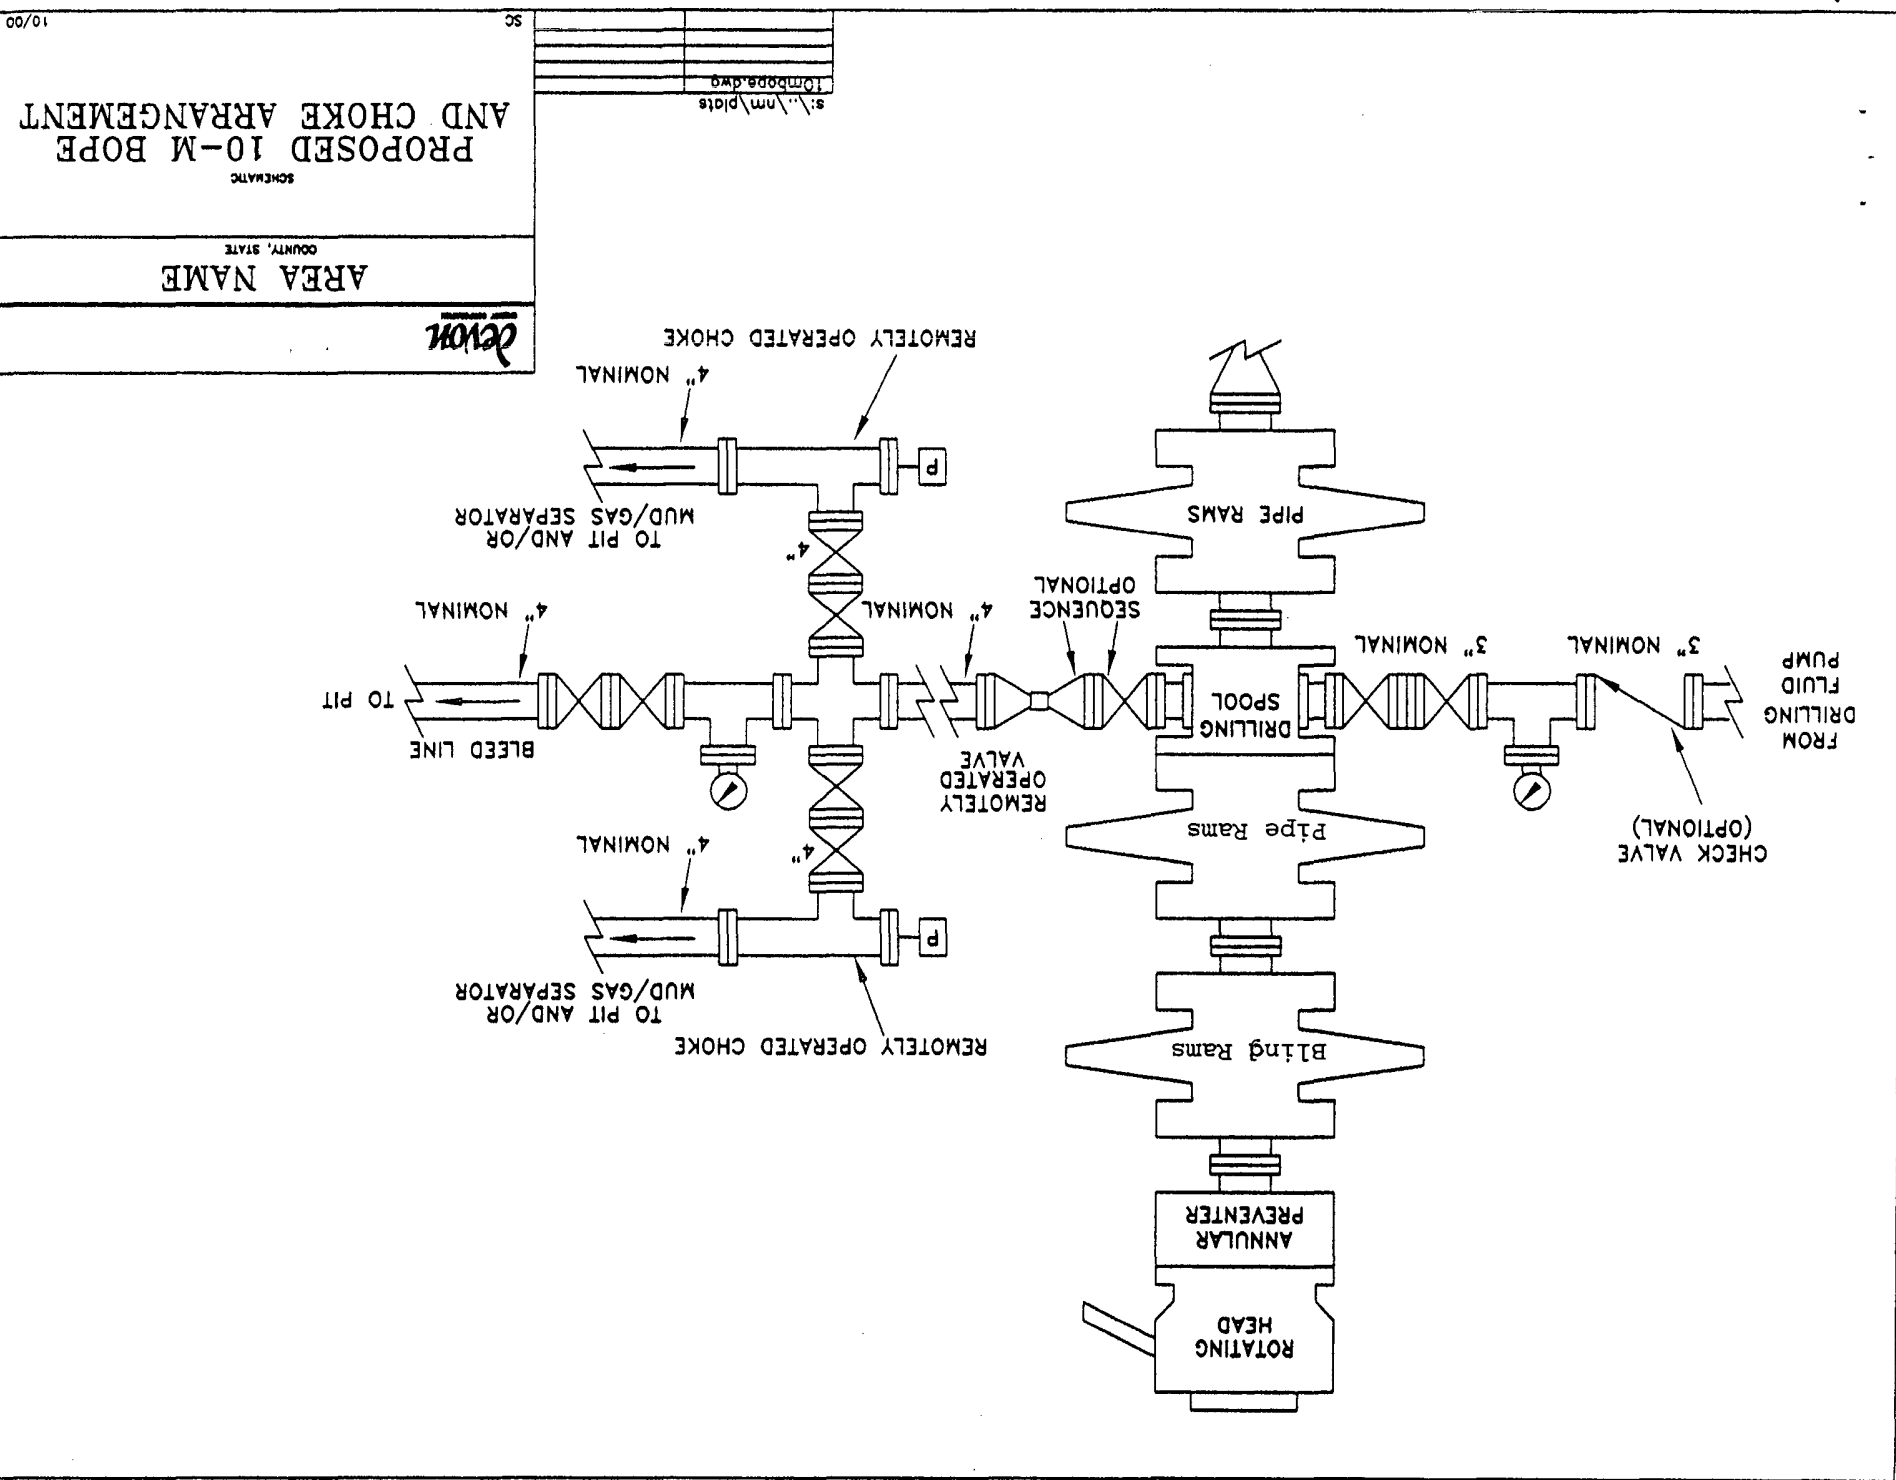 ROTATING
HEAD
ANNULAR
PREVENTER
Bling Rams
REMOTELY OPERATED CHOKE
TO PIT AND/OR
MUD/GAS SEPARATOR
P
4" NOMINAL
4"
CHECK VALVE
(OPTIONAL)
Pipe Rams
REMOTELY
OPERATED
VALVE
FROM
DRILLING
FLUID
PUMP
DRILLING
SPOOL
BLEED LINE
TO PIT
3" NOMINAL
3" NOMINAL
SEQUENCE
OPTIONAL
4" NOMINAL
4" NOMINAL
4"
PIPE RAMS
TO PIT AND/OR
MUD/GAS SEPARATOR
P
4" NOMINAL
REMOTELY OPERATED CHOKE
devon
ENERGY CORPORATION
AREA NAME
COUNTY, STATE
SCHEMATIC
PROPOSED 10-M BOPE
AND CHOKE ARRANGEMENT
s:\..\nm\plats
10mbope.dwg
SC
10/00